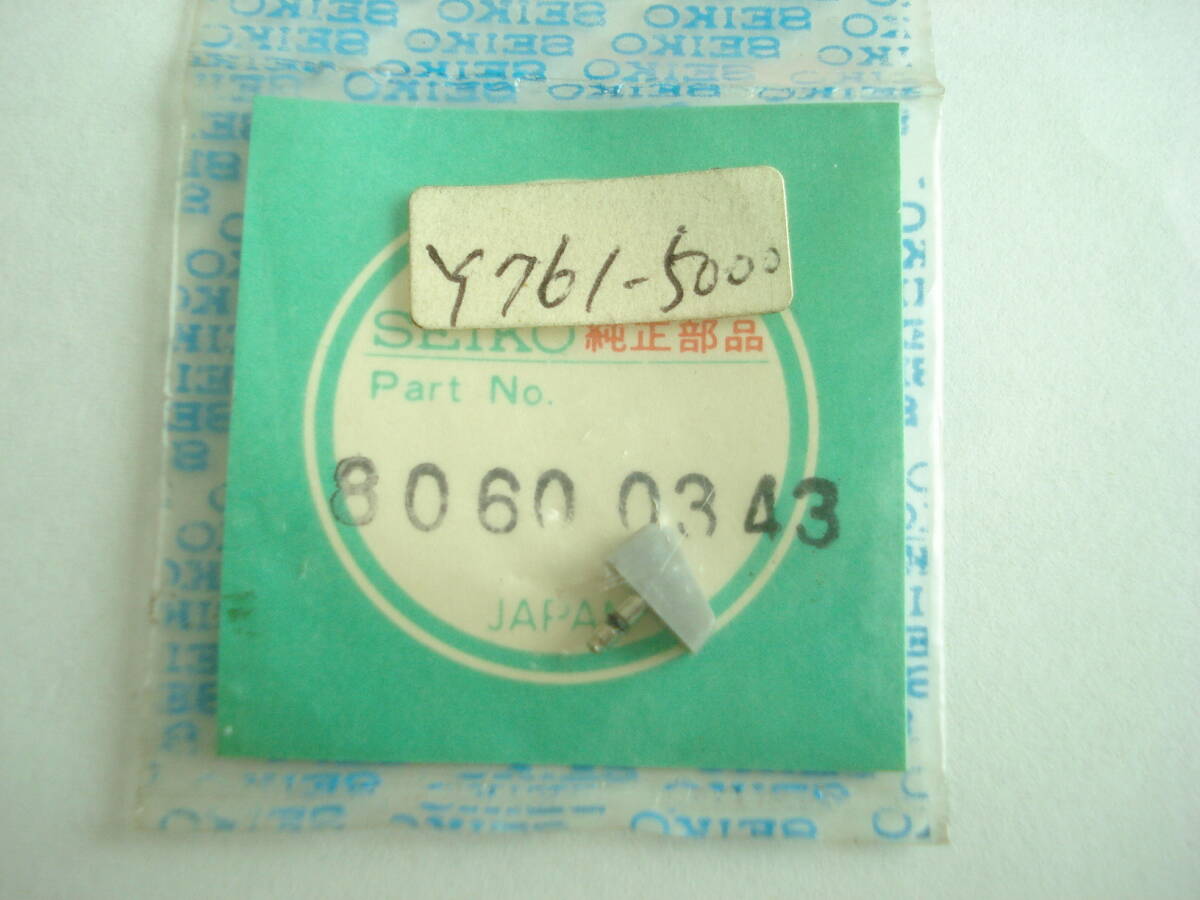 Y761-5000
SEIKO 純正部品
Part No.
8060 0343
JAPAN